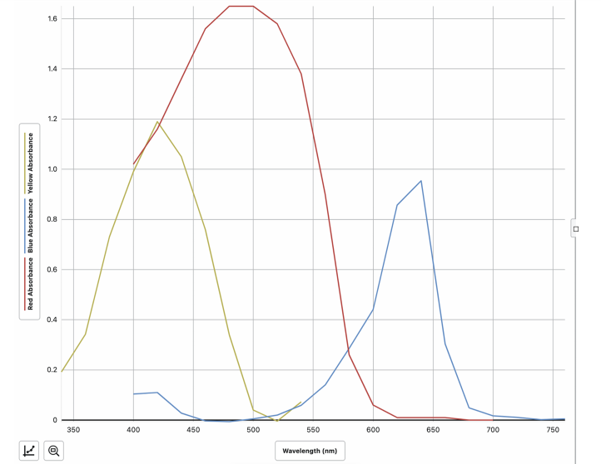 1.6
1.4
1.2
1.0
0.8
0.6
0.4
0.2
0
350 400 450 500 550 600 650 700 750
Yellow Absorbance
Blue Absorbance
Red Absorbance
Wavelength (nm)